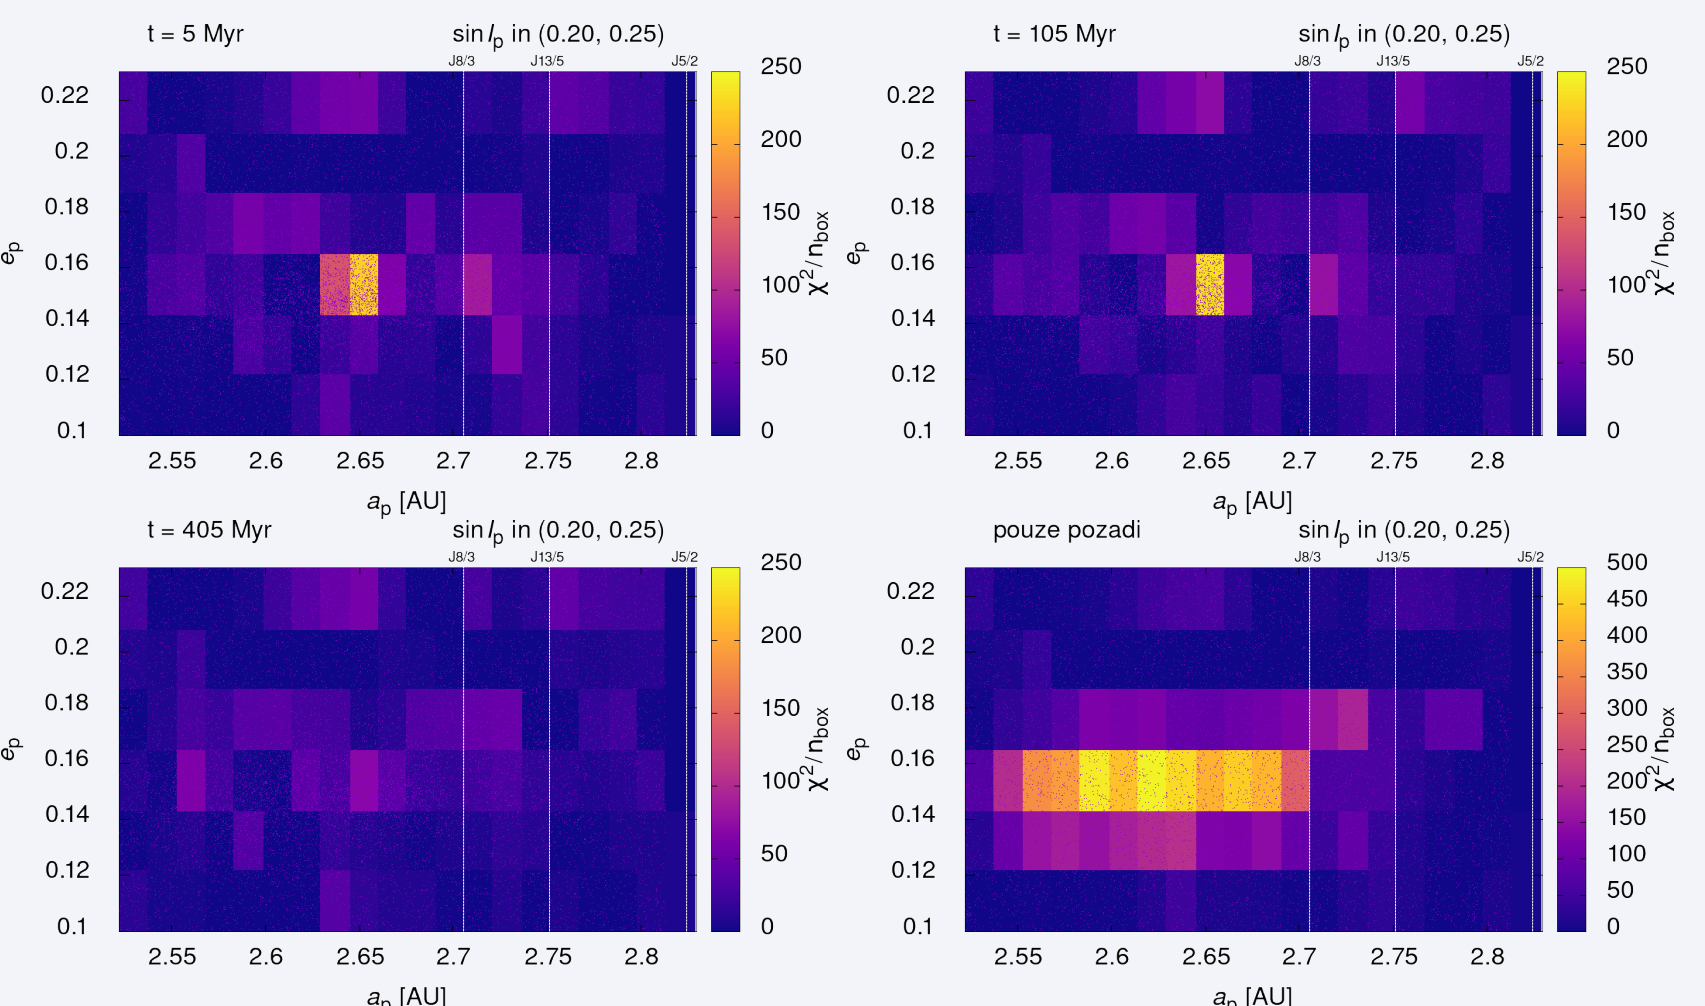 t = 5 Myr sin Iₚ in (0.20, 0.25)
J8/3 J13/5 J5/2
0.22
0.2
0.18
0.16
0.14
0.12
0.1
eₚ
2.55 2.6 2.65 2.7 2.75 2.8
aₚ [AU]
250
200
150
100
50
0
χ²/n_box
t = 105 Myr sin Iₚ in (0.20, 0.25)
J8/3 J13/5 J5/2
0.22
0.2
0.18
0.16
0.14
0.12
0.1
eₚ
2.55 2.6 2.65 2.7 2.75 2.8
aₚ [AU]
250
200
150
100
50
0
χ²/n_box
t = 405 Myr sin Iₚ in (0.20, 0.25)
J8/3 J13/5 J5/2
0.22
0.2
0.18
0.16
0.14
0.12
0.1
eₚ
2.55 2.6 2.65 2.7 2.75 2.8
aₚ [AU]
250
200
150
100
50
0
χ²/n_box
pouze pozadi sin Iₚ in (0.20, 0.25)
J8/3 J13/5 J5/2
0.22
0.2
0.18
0.16
0.14
0.12
0.1
eₚ
2.55 2.6 2.65 2.7 2.75 2.8
aₚ [AU]
500
450
400
350
300
250
200
150
100
50
0
χ²/n_box